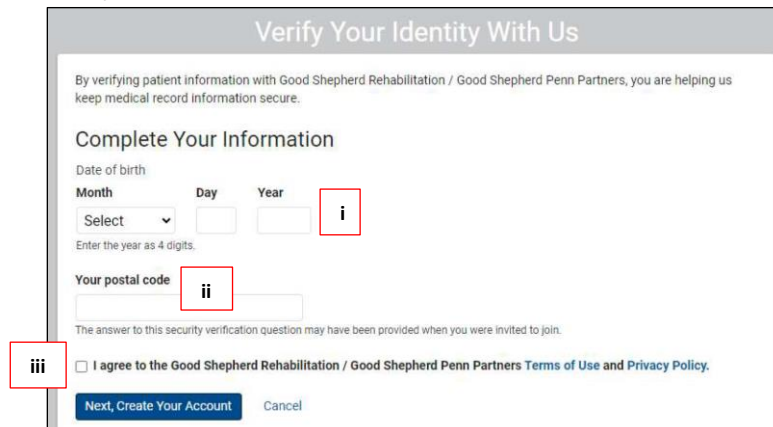 Verify Your Identity With Us
By verifying patient information with Good Shepherd Rehabilitation / Good Shepherd Penn Partners, you are helping us
keep medical record information secure.
Complete Your Information
Date of birth
Month Day Year
Select i
Enter the year as 4 digits.
Your postal code ii
The answer to this security verification question may have been provided when you were invited to join.
iii I agree to the Good Shepherd Rehabilitation / Good Shepherd Penn Partners Terms of Use and Privacy Policy.
Next, Create Your Account Cancel